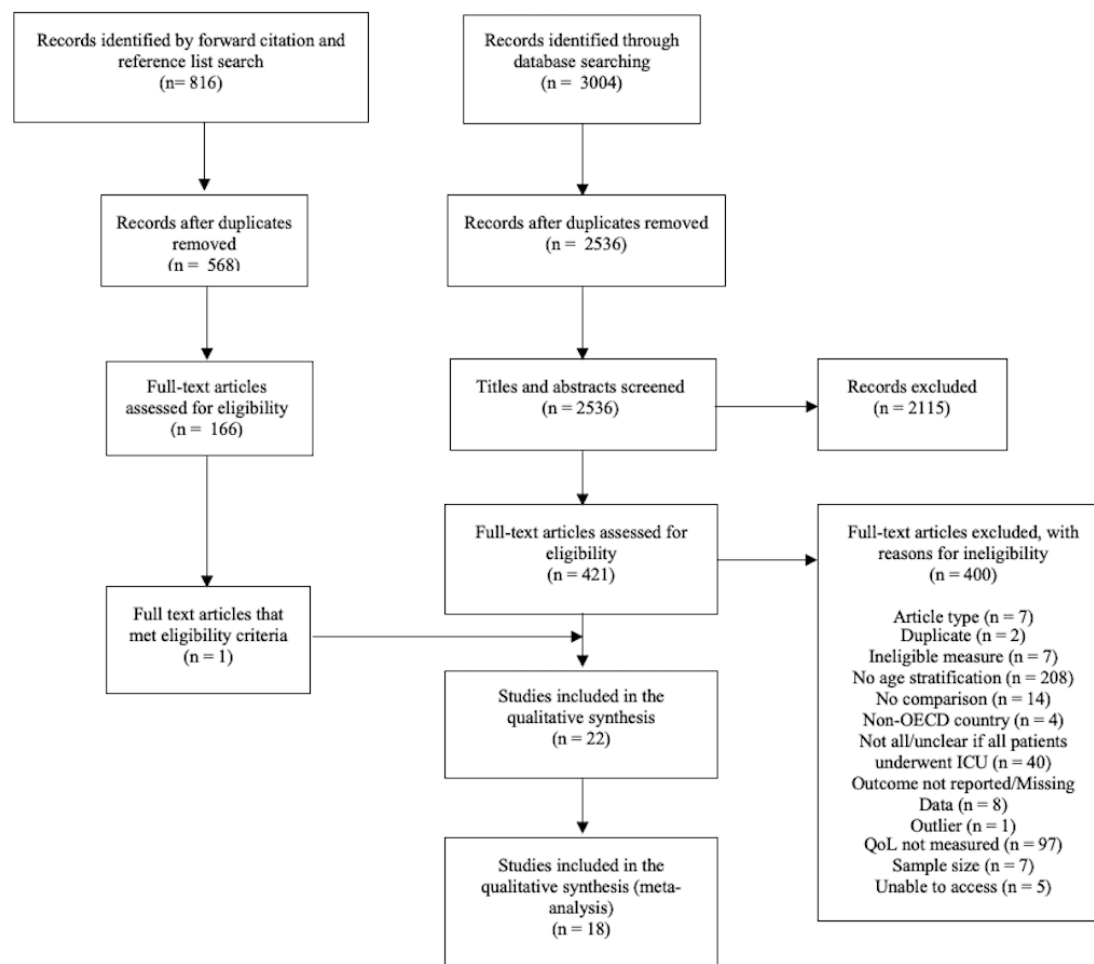 Records identified by forward citation and
reference list search
(n= 816)
Records identified through
database searching
(n = 3004)
Records after duplicates
removed
(n = 568)
Records after duplicates removed
(n = 2536)
Full-text articles
assessed for eligibility
(n = 166)
Titles and abstracts screened
(n = 2536)
Records excluded
(n = 2115)
Full-text articles assessed for
eligibility
(n = 421)
Full-text articles excluded, with
reasons for ineligibility
(n = 400)
Article type (n = 7)
Duplicate (n = 2)
Ineligible measure (n = 7)
No age stratification (n = 208)
No comparison (n = 14)
Non-OECD country (n = 4)
Not all/unclear if all patients
underwent ICU (n = 40)
Outcome not reported/Missing
Data (n = 8)
Outlier (n = 1)
QoL not measured (n = 97)
Sample size (n = 7)
Unable to access (n = 5)
Full text articles that
met eligibility criteria
(n = 1)
Studies included in the
qualitative synthesis
(n = 22)
Studies included in the
qualitative synthesis (meta-
analysis)
(n = 18)